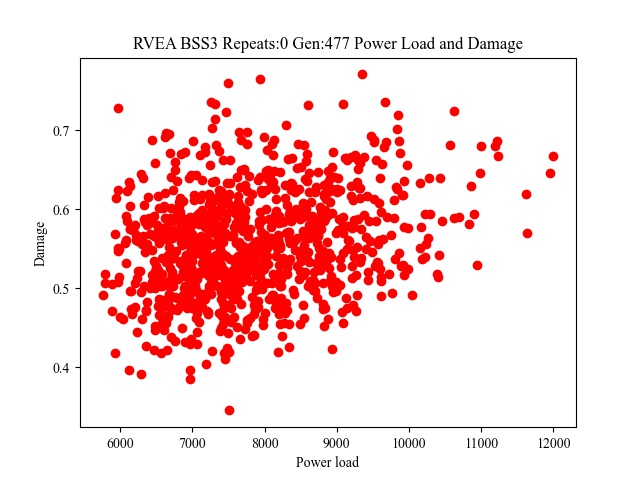 RVEA BSS3 Repeats:0 Gen:477 Power Load and Damage
0.7
0.6
0.5
0.4
Damage
6000 7000 8000 9000 10000 11000 12000
Power load